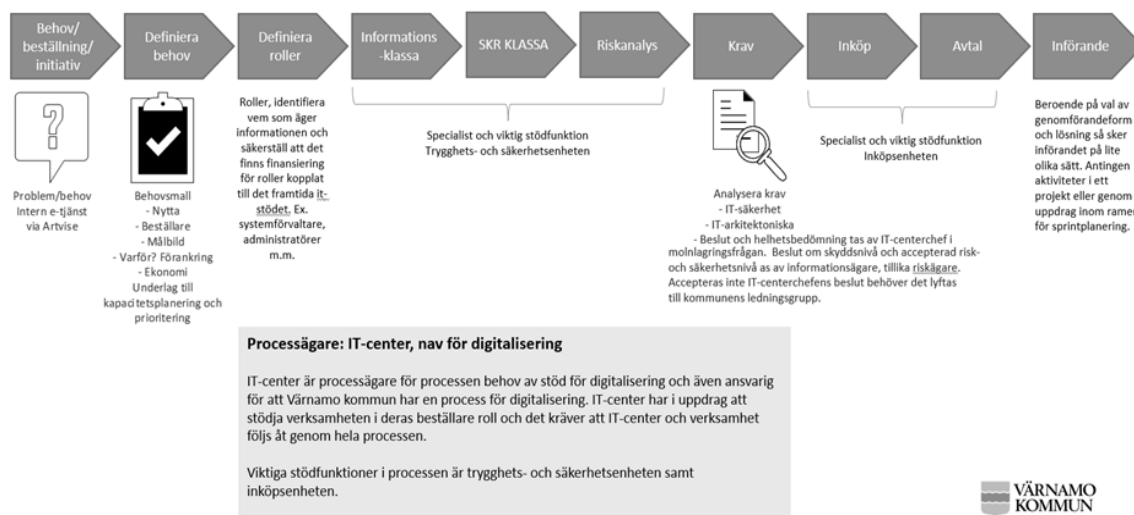 Behov/
beställning/
initiativ
Definiera
behov
Definiera
roller
Informations
-klassa
SKR KLASSA
Riskanalys
Krav
Inköp
Avtal
Införande
Problem/behov
Intern e-tjänst
via Artvise
Behovsmall
- Nytta
- Beställare
- Målbild
- Varför? Förankring
- Ekonomi
Underlag till
kapacitetsplanering och
prioritering
Roller, identifiera
vem som äger
informationen och
säkerställ att det
finns finansiering
för roller kopplat
till det framtida it-
stödet. Ex.
systemförvaltare,
administratörer
m.m.
Specialist och viktig stödfunktion
Trygghets- och säkerhetsenheten
Analysera krav
- IT-säkerhet
- IT-arkitektoniska
- Beslut och helhetsbedömning tas av IT-centerchef i
molnlagringsfrågan. Beslut om skyddsnivå och accepterad risk-
och säkerhetsnivå as av informationsägare, tillika riskägare.
Accepteras inte IT-centerchefens beslut behöver det lyftas
till kommunens ledningsgrupp.
Specialist och viktig stödfunktion
Inköpsenheten
Beroende på val av
genomförandeform
och lösning så sker
införandet på lite
olika sätt. Antingen
aktiviteter i ett
projekt eller genom
uppdrag inom ramen
för sprintplanering.
Processägare: IT-center, nav för digitalisering
IT-center är processägare för processen behov av stöd för digitalisering och även ansvarig
för att Värnamo kommun har en process för digitalisering. IT-center har i uppdrag att
stödja verksamheten i deras beställare roll och det kräver att IT-center och verksamhet
följs åt genom hela processen.
Viktiga stödfunktioner i processen är trygghets- och säkerhetsenheten samt
inköpsenheten.
VÄRNAMO
KOMMUN